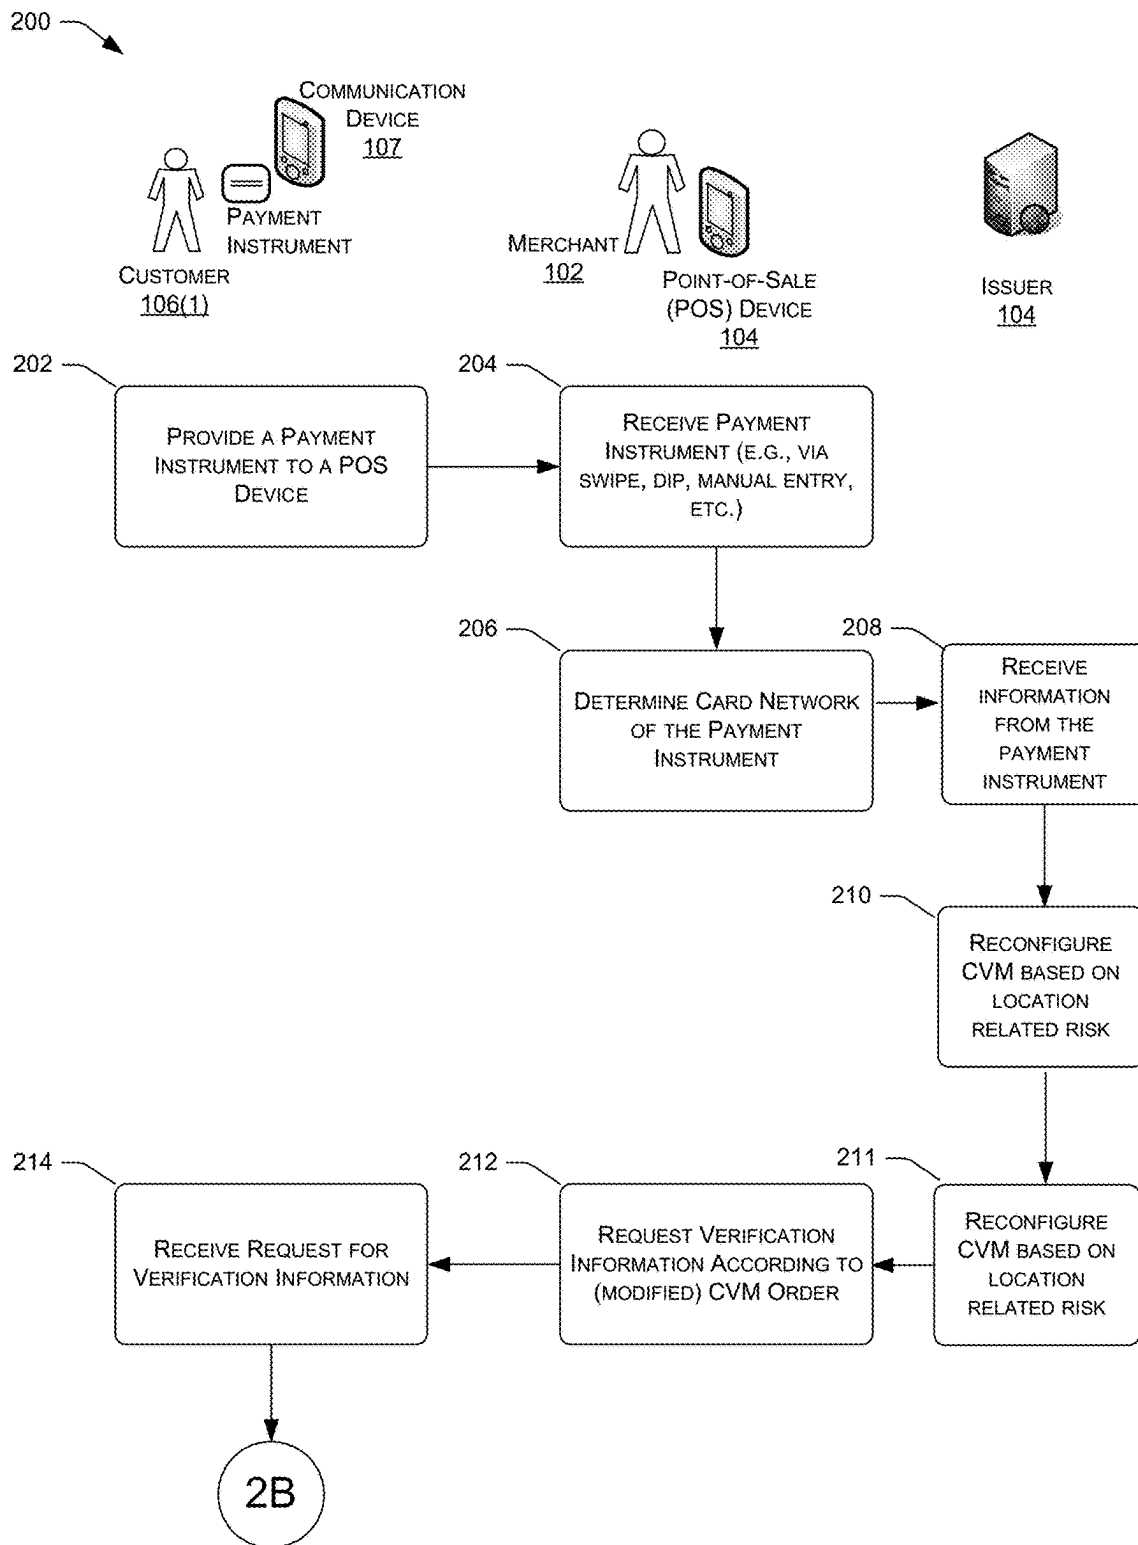 200
COMMUNICATION
DEVICE
107
PAYMENT
INSTRUMENT
CUSTOMER
106(1)
MERCHANT
102
POINT-OF-SALE
(POS) DEVICE
104
ISSUER
104
202
PROVIDE A PAYMENT
INSTRUMENT TO A POS
DEVICE
204
RECEIVE PAYMENT
INSTRUMENT (E.G., VIA
SWIPE, DIP, MANUAL ENTRY,
ETC.)
206
DETERMINE CARD NETWORK
OF THE PAYMENT
INSTRUMENT
208
RECEIVE
INFORMATION
FROM THE
PAYMENT
INSTRUMENT
210
RECONFIGURE
CVM BASED ON
LOCATION
RELATED RISK
211
RECONFIGURE
CVM BASED ON
LOCATION
RELATED RISK
212
REQUEST VERIFICATION
INFORMATION ACCORDING TO
(MODIFIED) CVM ORDER
214
RECEIVE REQUEST FOR
VERIFICATION INFORMATION
2B